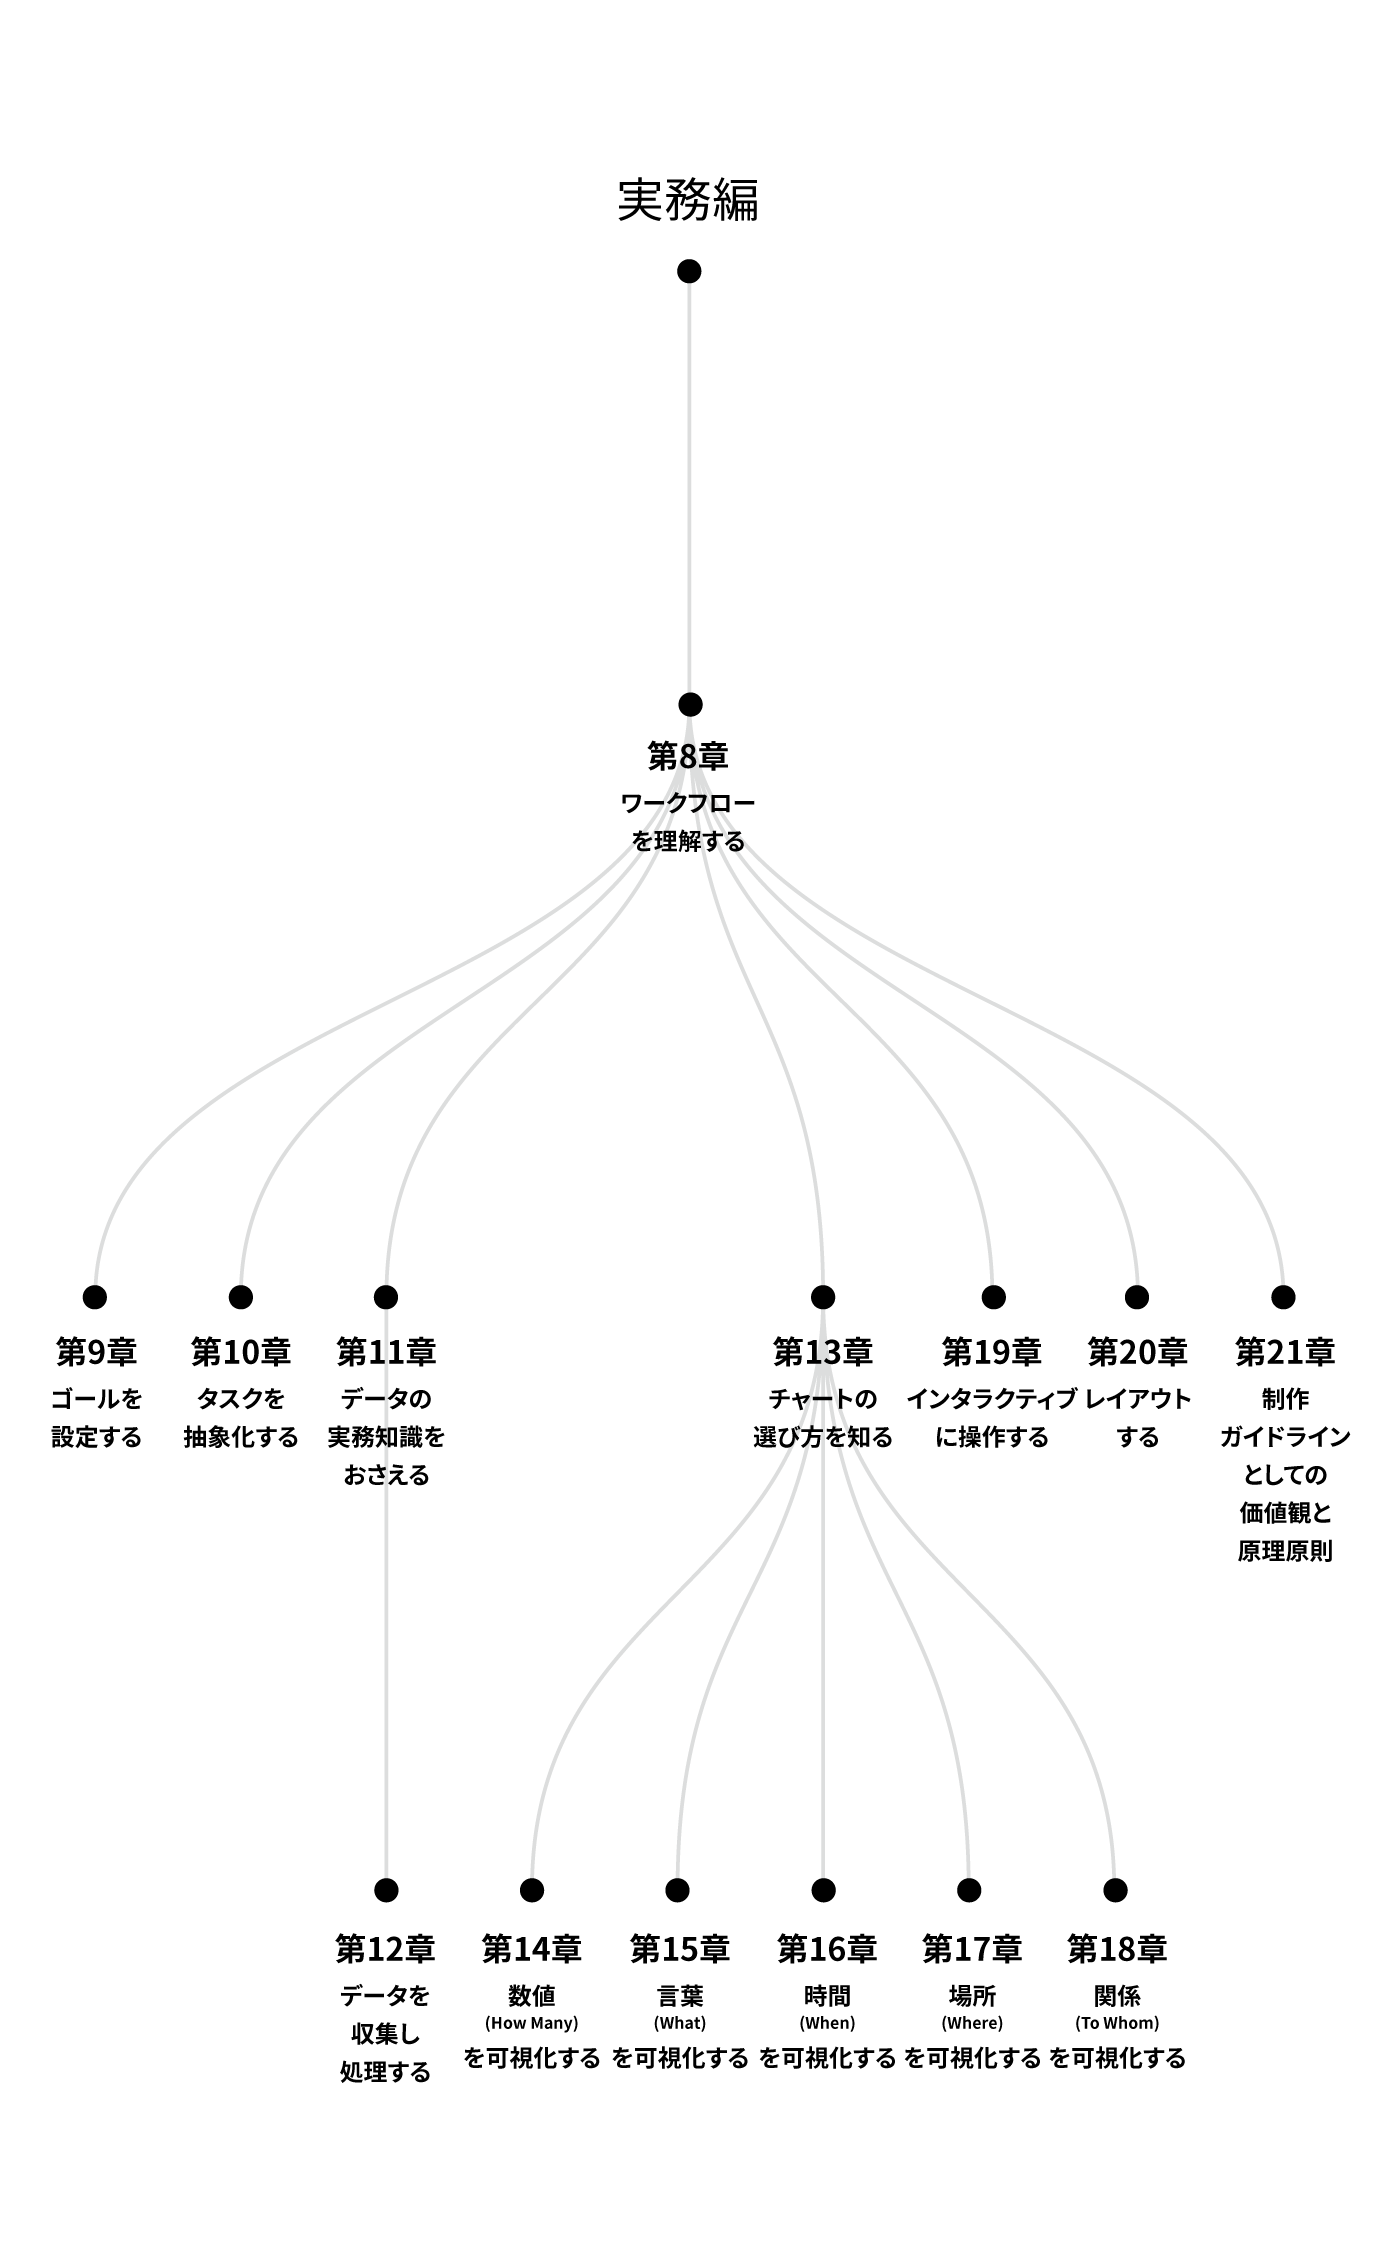 実務編
第8章
ワークフロー
を理解する
第9章
ゴールを
設定する
第10章
タスクを
抽象化する
第11章
データの
実務知識を
おさえる
第13章
チャートの
選び方を知る
第19章
インタラクティブ
に操作する
第20章
レイアウト
する
第21章
制作
ガイドライン
としての
価値観と
原理原則
第12章
データを
収集し
処理する
第14章
数値
(How Many)
を可視化する
第15章
言葉
(What)
を可視化する
第16章
時間
(When)
を可視化する
第17章
場所
(Where)
を可視化する
第18章
関係
(To Whom)
を可視化する